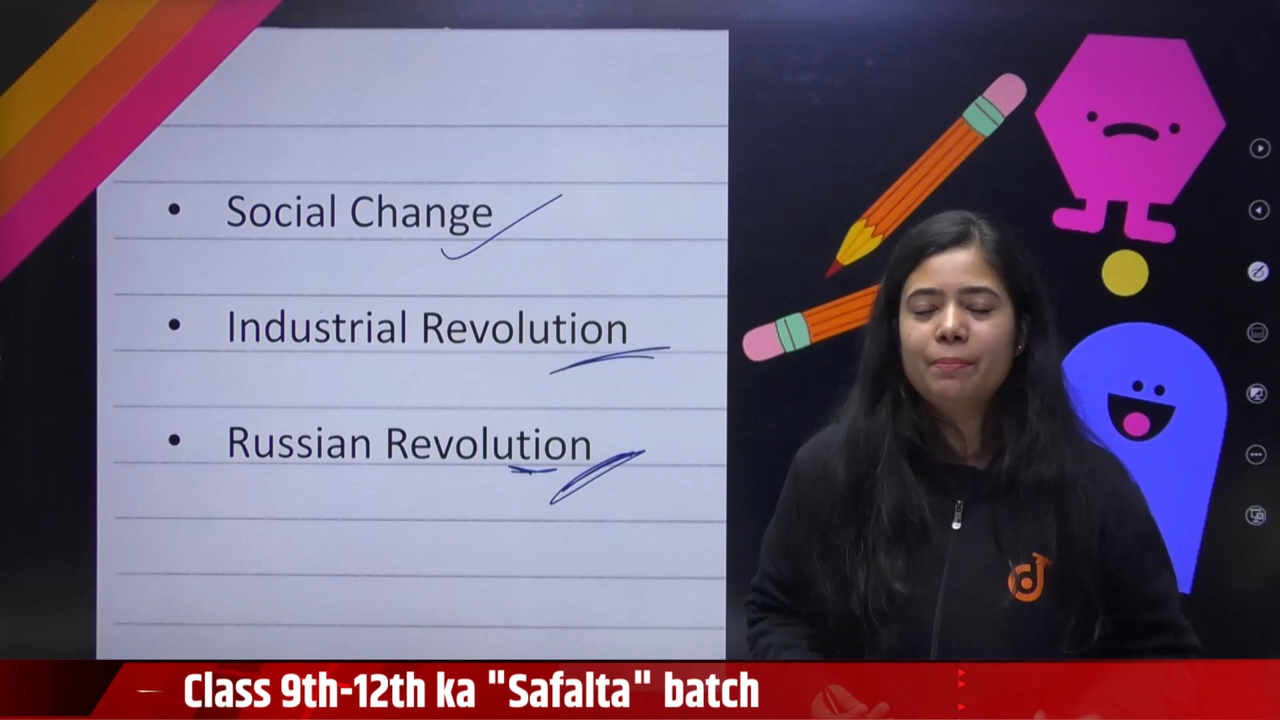 • Social Change
• Industrial Revolution
• Russian Revolution
Class 9th-12th ka "Safalta" batch